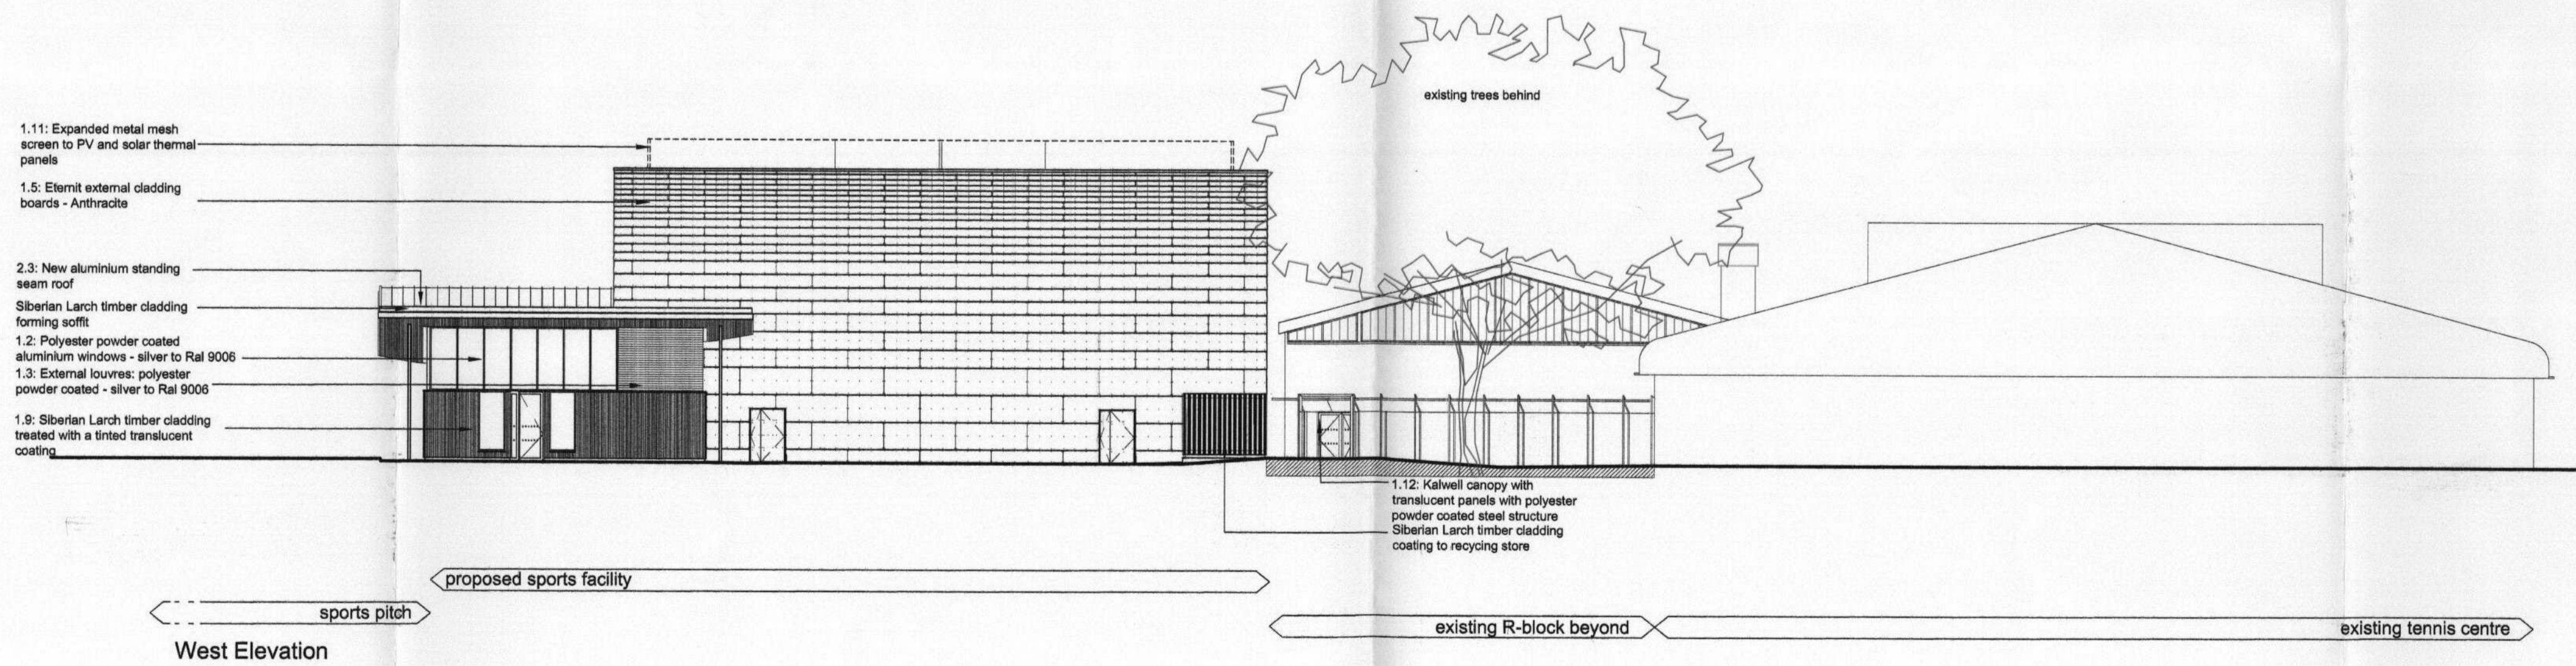 existing trees behind
1.11: Expanded metal mesh
screen to PV and solar thermal
panels
1.5: Eternit external cladding
boards - Anthracite
2.3: New aluminium standing
seam roof
Siberian Larch timber cladding
forming soffit
1.2: Polyester powder coated
aluminium windows - silver to Ral 9006
1.3: External louvres: polyester
powder coated - silver to Ral 9006
1.9: Siberian Larch timber cladding
treated with a tinted translucent
coating
1.12: Kalwell canopy with
translucent panels with polyester
powder coated steel structure
Siberian Larch timber cladding
coating to recycing store
proposed sports facility
sports pitch
existing R-block beyond
existing tennis centre
West Elevation